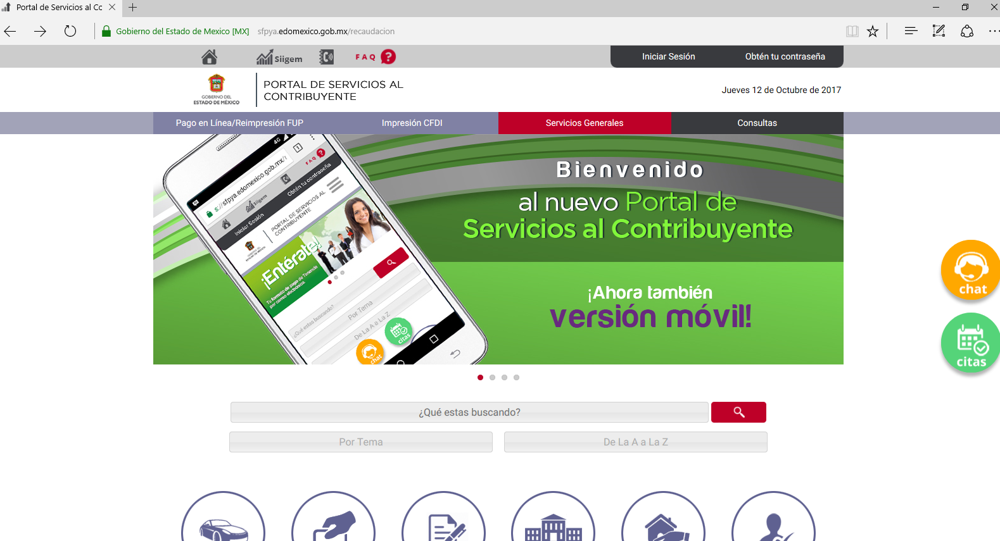 Portal de Servicios al Cc
Gobierno del Estado de Mexico [MX] sfpya.edomexico.gob.mx/recaudacion
Siigem
FAQ ?
Iniciar Sesión
Obtén tu contraseña
GOBIERNO DEL
ESTADO DE MÉXICO
PORTAL DE SERVICIOS AL
CONTRIBUYENTE
Jueves 12 de Octubre de 2017
Pago en Línea/Reimpresión FUP
Impresión CFDI
Servicios Generales
Consultas
4G
1
s://sfpya.edomexico.gob.mx/r
FAQ ?
Siigem
Iniciar Sesión
Obtén tu contraseña
PORTAL DE SERVICIOS AL
CONTRIBUYENTE
¡Entérate!
Tu formato de pago de Tenencia
por correo electrónico.
¿Qué estas buscando?
Por Tema
De La A a La Z
chat
citas
Bienvenido
al nuevo Portal de
Servicios al Contribuyente
¡Ahora también
versión móvil!
chat
citas
¿Qué estas buscando?
Por Tema
De La A a La Z